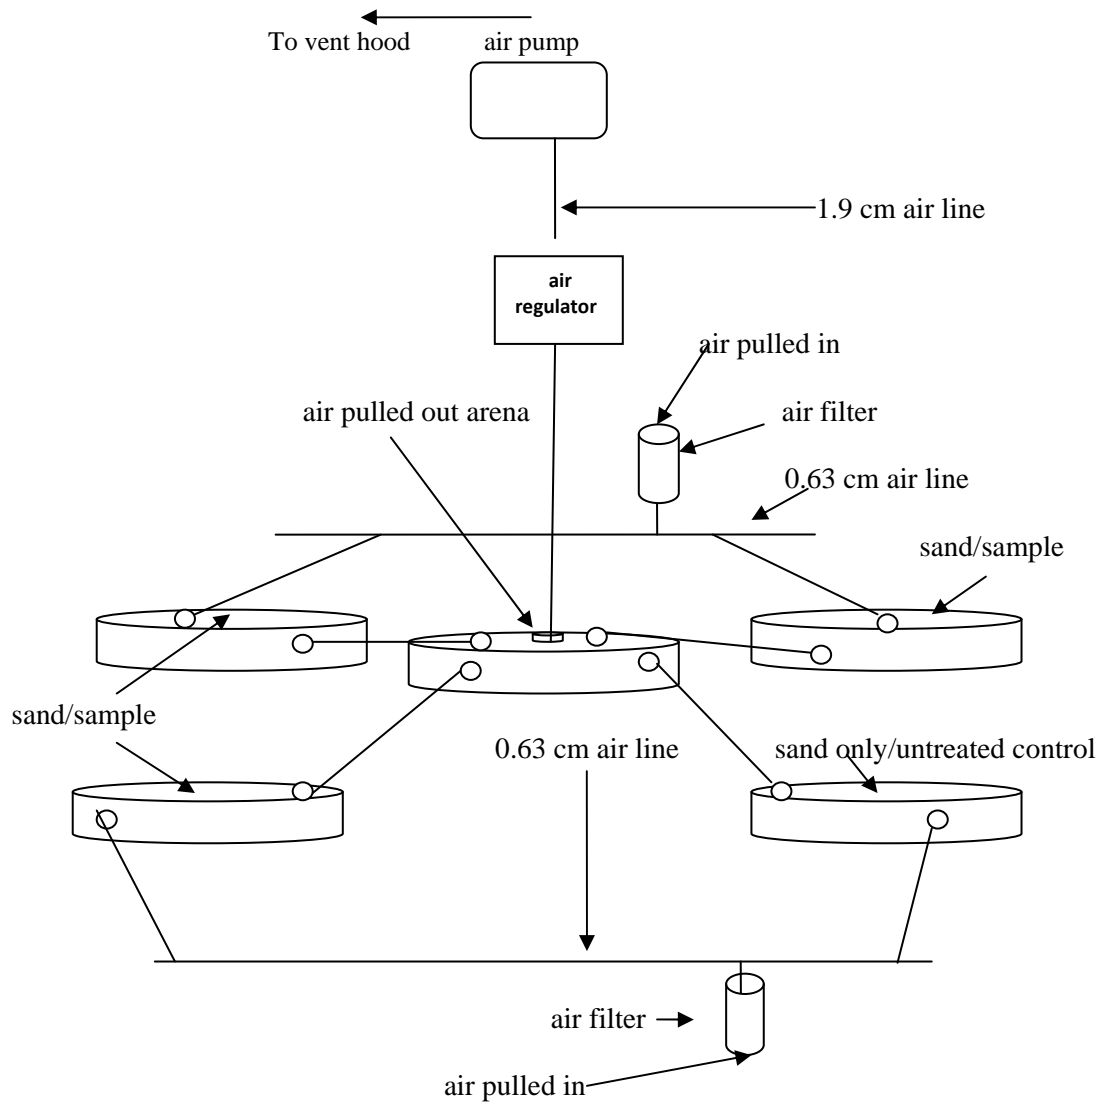 To vent hood
air pump
1.9 cm air line
air
regulator
air pulled in
air pulled out arena
air filter
0.63 cm air line
sand/sample
sand/sample
0.63 cm air line
sand only/untreated control
air filter
air pulled in